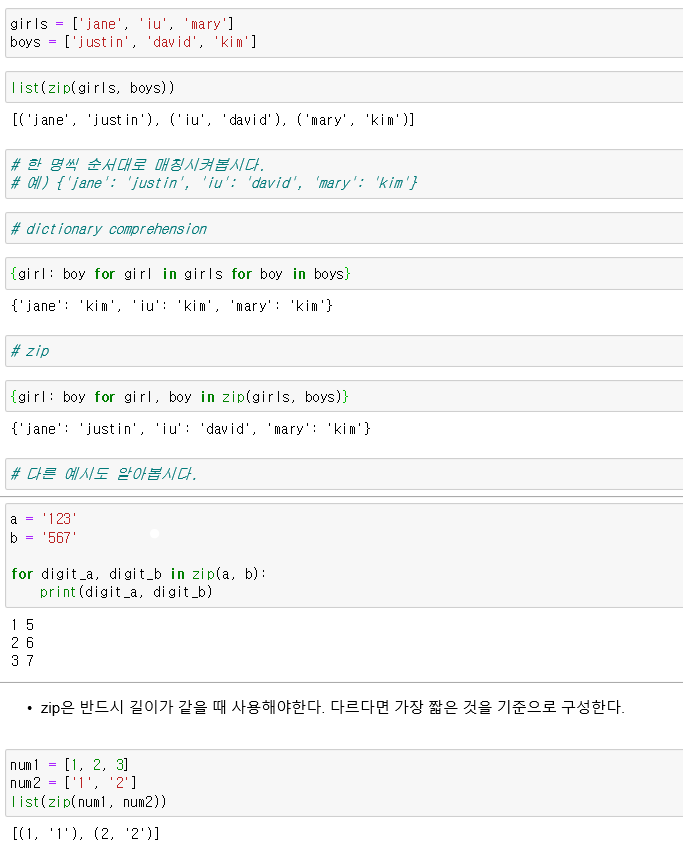 girls = ['jane', 'iu', 'mary']
boys = ['justin', 'david', 'kim']
list(zip(girls, boys))
[('jane', 'justin'), ('iu', 'david'), ('mary', 'kim')]
# 한 명씩 순서대로 매칭시켜봅시다.
# 예) {'jane': 'justin', 'iu': 'david', 'mary': 'kim'}
# dictionary comprehension
{girl: boy for girl in girls for boy in boys}
{'jane': 'kim', 'iu': 'kim', 'mary': 'kim'}
# zip
{girl: boy for girl, boy in zip(girls, boys)}
{'jane': 'justin', 'iu': 'david', 'mary': 'kim'}
# 다른 예시도 알아봅시다.
a = '123'
b = '567'
for digit_a, digit_b in zip(a, b):
    print(digit_a, digit_b)
1 5
2 6
3 7
• zip은 반드시 길이가 같을 때 사용해야한다. 다르다면 가장 짧은 것을 기준으로 구성한다.
num1 = [1, 2, 3]
num2 = ['1', '2']
list(zip(num1, num2))
[(1, '1'), (2, '2')]